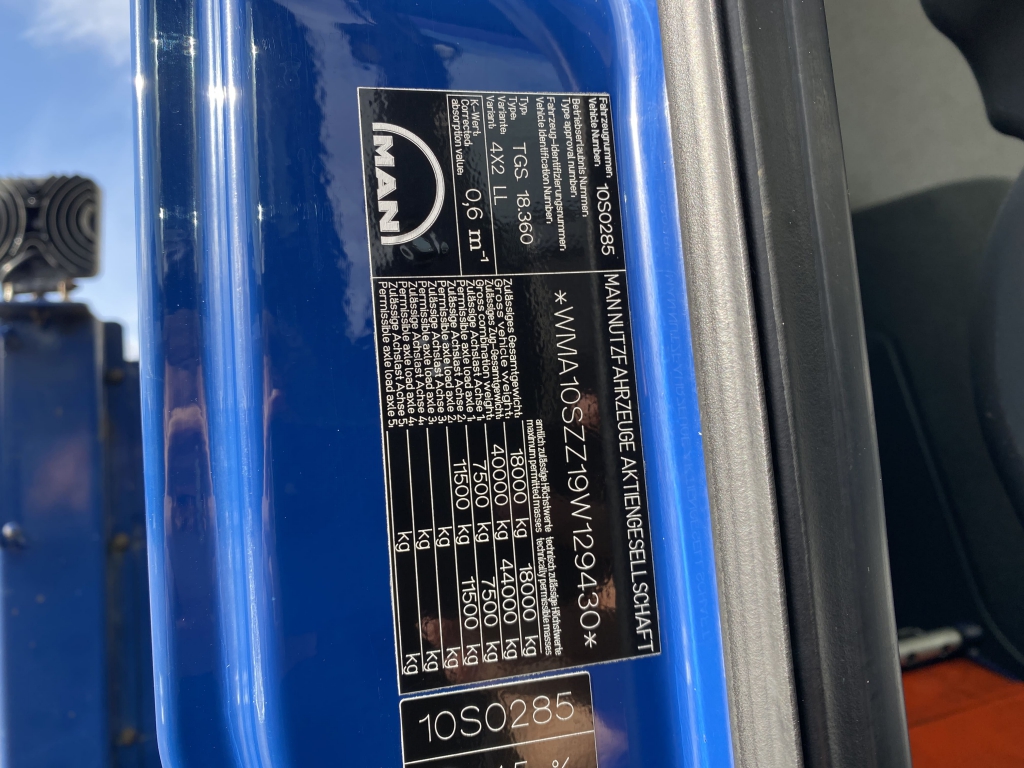 Fahrzeugnummer:
Vehicle Number:
10S0285
MAN NUTZFAHRZEUGE AKTIENGESELLSCHAFT
Betriebserlaubnis Nummer:
Type approval number:
Fahrzeug-Identifizierungsnummer:
Vehicle Identification Number:
*WMA10SZZ19W129430*
Typ:
Type:
TGS 18.360
Variante:
Variant:
4X2 LL
K-Wert:
Corrected absorption value:
0,6 m⁻¹
MAN
amtlich zulässige Höchstwerte technisch zulässige Höchstwerte
maximum permitted masses technically permissible masses
Zulässiges Gesamtgewicht:
Gross vehicle Weight: 18000 kg 18000 kg
Zulässiges Zug-Gesamtgewicht:
Gross combination weight: 40000 kg 44000 kg
Zulässige Achslast Achse 1:
Permissible axle load axle 1: 7500 kg 7500 kg
Zulässige Achslast Achse 2:
Permissible axle load axle 2: 11500 kg 11500 kg
Zulässige Achslast Achse 3:
Permissible axle load axle 3: kg kg
Zulässige Achslast Achse 4:
Permissible axle load axle 4: kg kg
Zulässige Achslast Achse 5:
Permissible axle load axle 5: kg kg
10S0285